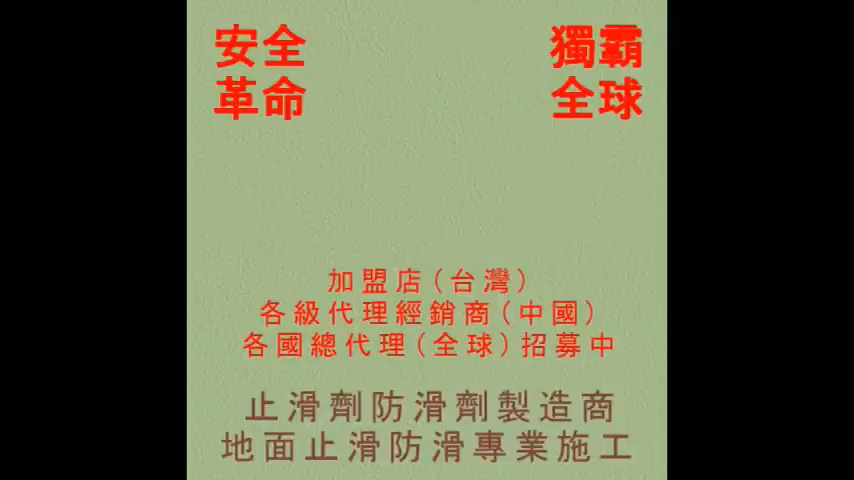 安全
革命
獨霸
全球
加盟店(台灣)
各級代理經銷商(中國)
各國總代理(全球)招募中
止滑劑防滑劑製造商
地面止滑防滑專業施工